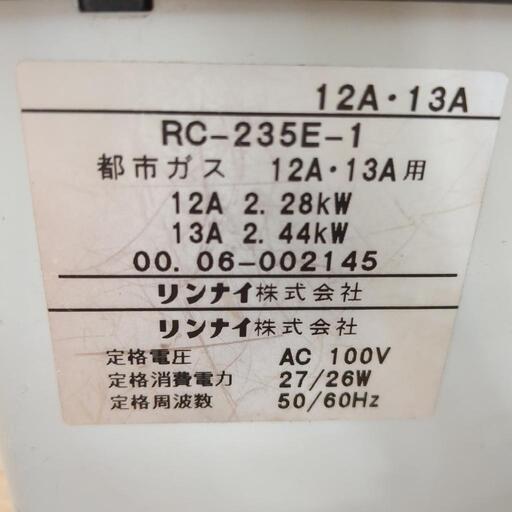 12A・13A
RC-235E-1
都市ガス 12A・13A用
12A 2.28kW
13A 2.44kW
00.06-002145
リンナイ株式会社
リンナイ株式会社
定格電圧 AC 100V
定格消費電力 27/26W
定格周波数 50/60Hz